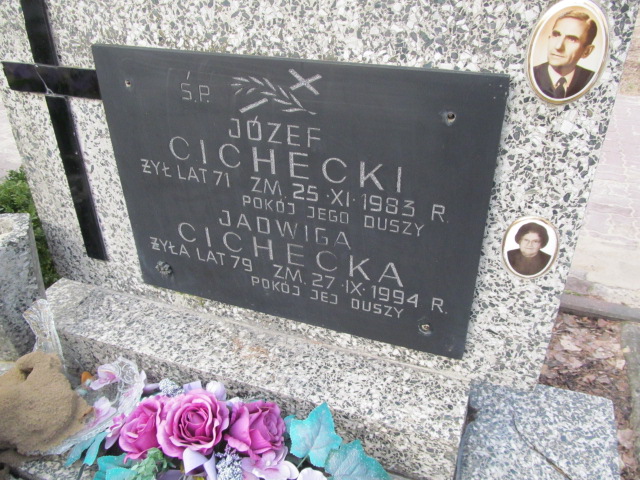 Ś.P.
JÓZEF
CICHECKI
ŻYŁ LAT 71 ZM. 25·XI·1983 R.
POKÓJ JEGO DUSZY
JADWIGA
CICHECKA
ŻYŁA LAT 79 ZM. 27·IX·1994 R.
POKÓJ JEJ DUSZY